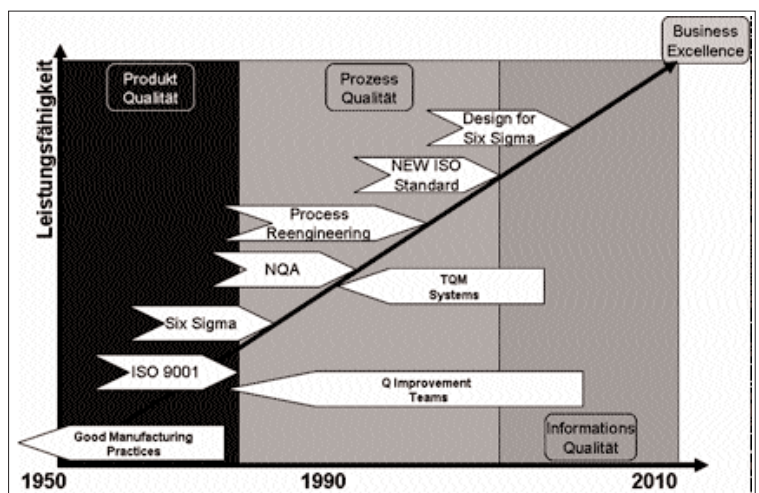 Business
Excellence
Produkt
Qualität
Prozess
Qualität
Leistungsfähigkeit
Design for
Six Sigma
NEW ISO
Standard
Process
Reengineering
NQA
TQM
Systems
Six Sigma
ISO 9001
Q Improvement
Teams
Good Manufacturing
Practices
Informations
Qualität
1950
1990
2010